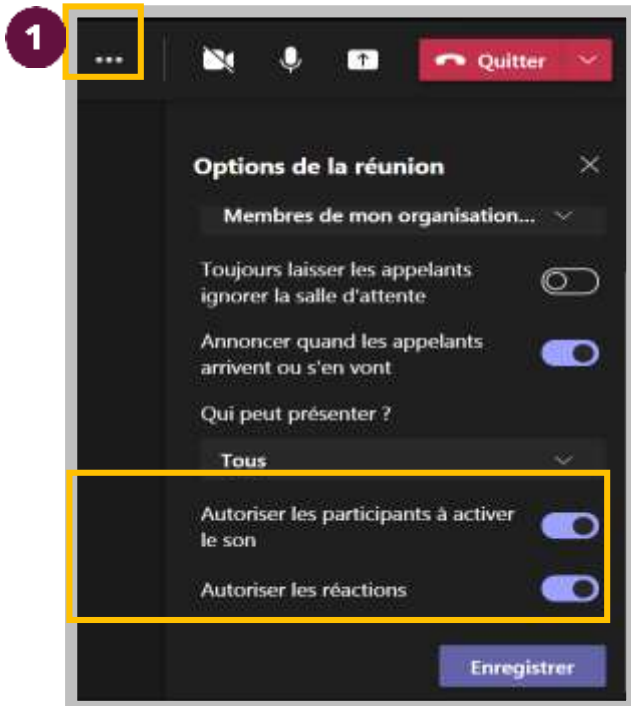 1
...
Quitter
Options de la réunion
Membres de mon organisation...
Toujours laisser les appelants
ignorer la salle d'attente
Annoncer quand les appelants
arrivent ou s'en vont
Qui peut présenter ?
Tous
Autoriser les participants à activer
le son
Autoriser les réactions
Enregistrer